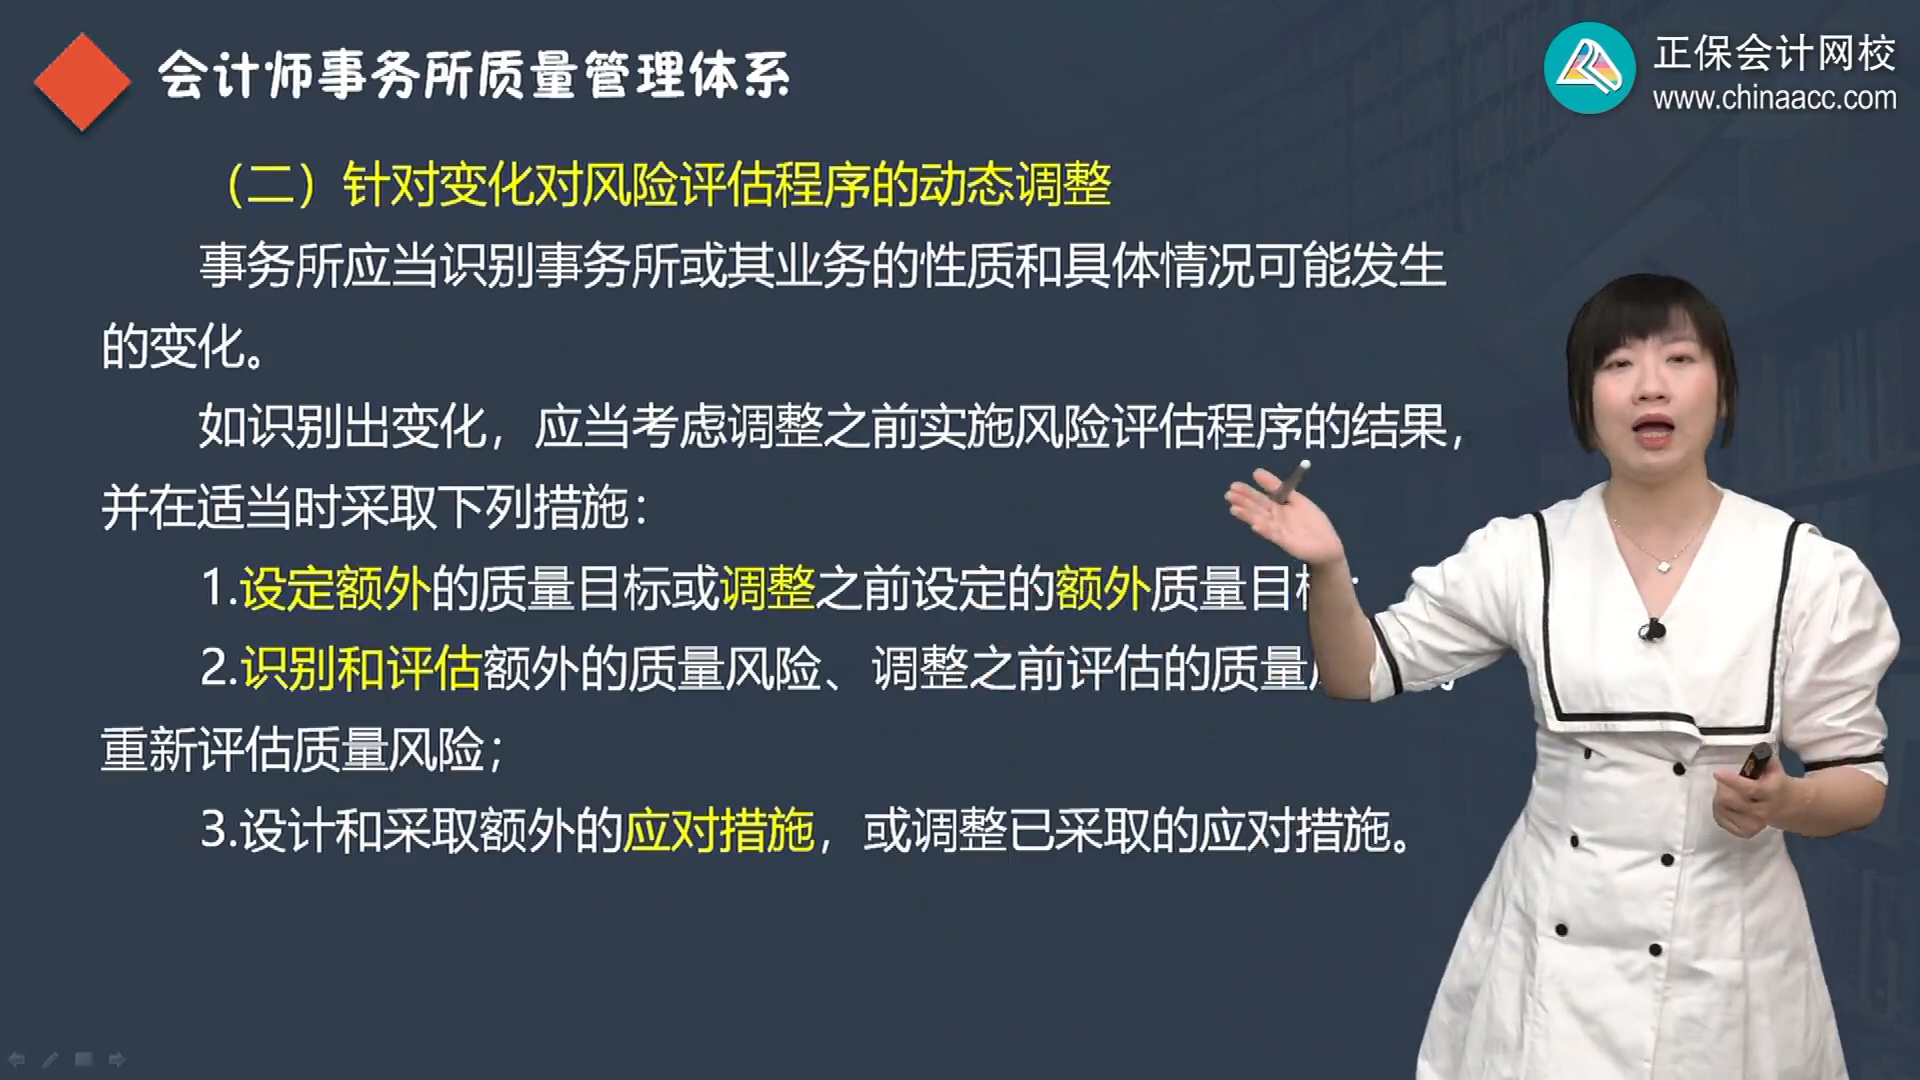 会计师事务所质量管理体系
正保会计网校
www.chinaacc.com
（二）针对变化对风险评估程序的动态调整
事务所应当识别事务所或其业务的性质和具体情况可能发生
的变化。
如识别出变化，应当考虑调整之前实施风险评估程序的结果，
并在适当时采取下列措施：
1.设定额外的质量目标或调整之前设定的额外质量目
2.识别和评估额外的质量风险、调整之前评估的质量
重新评估质量风险；
3.设计和采取额外的应对措施，或调整已采取的应对措施。